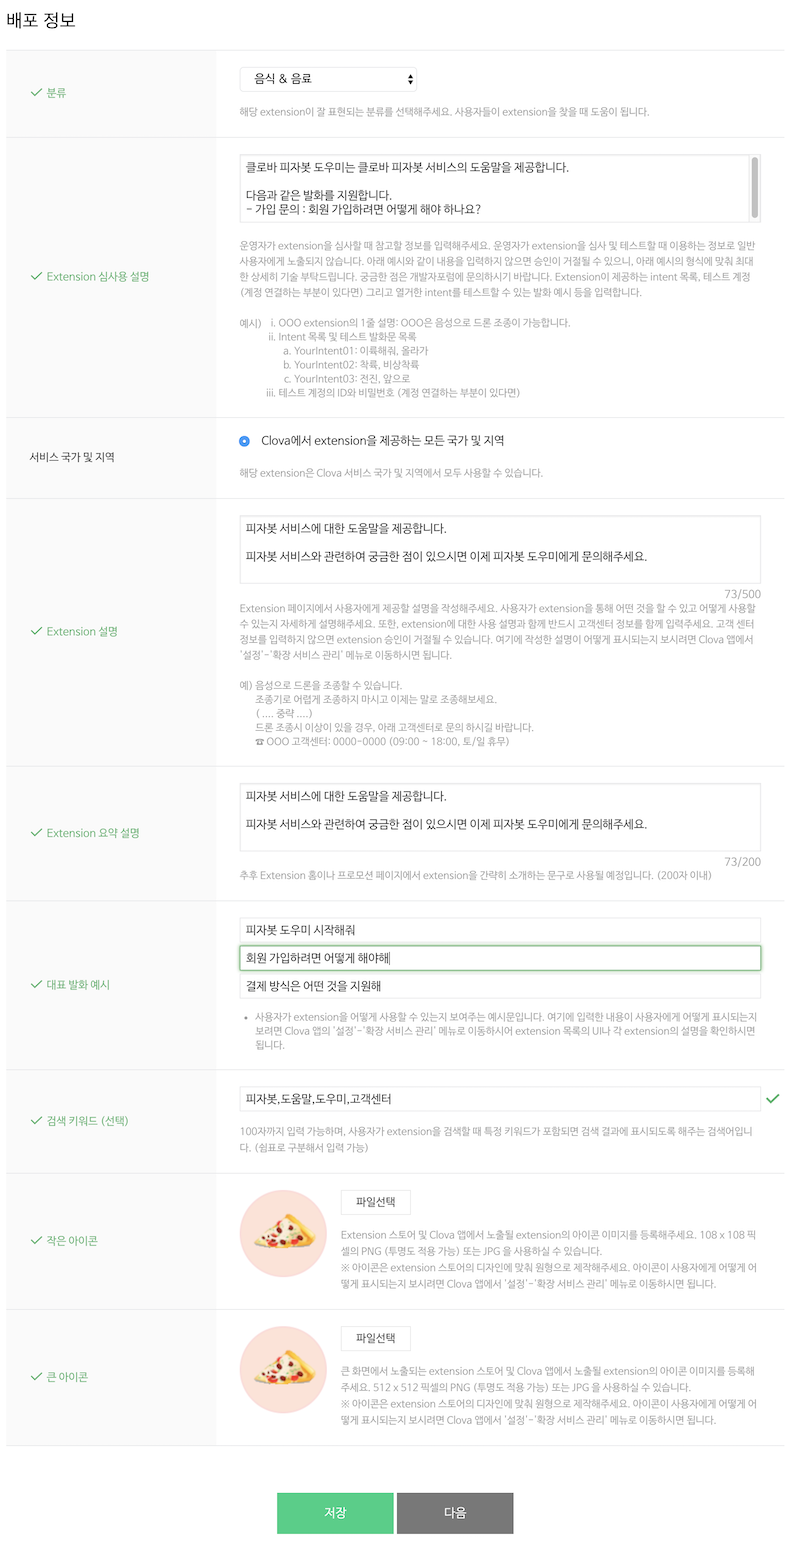 배포 정보
분류
음식 & 음료
해당 extension이 잘 표현되는 분류를 선택해주세요. 사용자들이 extension을 찾을 때 도움이 됩니다.
Extension 심사용 설명
클로바 피자봇 도우미는 클로바 피자봇 서비스의 도움말을 제공합니다.
다음과 같은 발화를 지원합니다.
- 가입 문의 : 회원 가입하려면 어떻게 해야 하나요?
운영자가 extension을 심사할 때 참고할 정보를 입력해주세요. 운영자가 extension을 심사 및 테스트할 때 이용하는 정보로 일반
사용자에게 노출되지 않습니다. 아래 예시와 같이 내용을 입력하지 않으면 승인이 거절될 수 있으니, 아래 예시의 형식에 맞춰 최대
한 상세히 기술 부탁드립니다. 궁금한 점은 개발자포럼에 문의하시기 바랍니다. Extension이 제공하는 intent 목록, 테스트 계정
(계정 연결하는 부분이 있다면) 그리고 열거한 intent를 테스트할 수 있는 발화 예시 등을 입력합니다.
예시) i. OOO extension의 1줄 설명: OOO은 음성으로 드론 조종이 가능합니다.
ii. Intent 목록 및 테스트 발화문 목록
a. YourIntent01: 이륙해줘, 올라가
b. YourIntent02: 착륙, 비상착륙
c. YourIntent03: 전진, 앞으로
iii. 테스트 계정의 ID와 비밀번호 (계정 연결하는 부분이 있다면)
서비스 국가 및 지역
Clova에서 extension을 제공하는 모든 국가 및 지역
해당 extension은 Clova 서비스 국가 및 지역에서 모두 사용할 수 있습니다.
Extension 설명
피자봇 서비스에 대한 도움말을 제공합니다.
피자봇 서비스와 관련하여 궁금한 점이 있으시면 이제 피자봇 도우미에게 문의해주세요.
73/500
Extension 페이지에서 사용자에게 제공할 설명을 작성해주세요. 사용자가 extension을 통해 어떤 것을 할 수 있고 어떻게 사용할
수 있는지 자세하게 설명해주세요. 또한, extension에 대한 사용 설명과 함께 반드시 고객센터 정보를 함께 입력주세요. 고객 센터
정보를 입력하지 않으면 extension 승인이 거절될 수 있습니다. 여기에 작성한 설명이 어떻게 표시되는지 보시려면 Clova 앱에서
'설정'-'확장 서비스 관리' 메뉴로 이동하시면 됩니다.
예) 음성으로 드론을 조종할 수 있습니다.
조종기로 어렵게 조종하지 마시고 이제는 말로 조종해보세요.
( .... 중략 ....)
드론 조종시 이상이 있을 경우, 아래 고객센터로 문의 하시길 바랍니다.
☎ OOO 고객센터: 0000-0000 (09:00 ~ 18:00, 토/일 휴무)
Extension 요약 설명
피자봇 서비스에 대한 도움말을 제공합니다.
피자봇 서비스와 관련하여 궁금한 점이 있으시면 이제 피자봇 도우미에게 문의해주세요.
73/200
추후 Extension 홈이나 프로모션 페이지에서 extension을 간략히 소개하는 문구로 사용될 예정입니다. (200자 이내)
대표 발화 예시
피자봇 도우미 시작해줘
회원 가입하려면 어떻게 해야해
결제 방식은 어떤 것을 지원해
• 사용자가 extension을 어떻게 사용할 수 있는지 보여주는 예시문입니다. 여기에 입력한 내용이 사용자에게 어떻게 표시되는지
보려면 Clova 앱의 '설정'-'확장 서비스 관리' 메뉴로 이동하시어 extension 목록의 UI나 각 extension의 설명을 확인하시면
됩니다.
검색 키워드 (선택)
피자봇,도움말,도우미,고객센터
100자까지 입력 가능하며, 사용자가 extension을 검색할 때 특정 키워드가 포함되면 검색 결과에 표시되도록 해주는 검색어입니
다. (쉼표로 구분해서 입력 가능)
작은 아이콘
파일선택
Extension 스토어 및 Clova 앱에서 노출될 extension의 아이콘 이미지를 등록해주세요. 108 x 108 픽
셀의 PNG (투명도 적용 가능) 또는 JPG 을 사용하실 수 있습니다.
※ 아이콘은 extension 스토어의 디자인에 맞춰 원형으로 제작해주세요. 아이콘이 사용자에게 어떻게 어
떻게 표시되는지 보시려면 Clova 앱에서 '설정'-'확장 서비스 관리' 메뉴로 이동하시면 됩니다.
큰 아이콘
파일선택
큰 화면에서 노출되는 extension 스토어 및 Clova 앱에서 노출될 extension의 아이콘 이미지를 등록해
주세요. 512 x 512 픽셀의 PNG (투명도 적용 가능) 또는 JPG 을 사용하실 수 있습니다.
※ 아이콘은 extension 스토어의 디자인에 맞춰 원형으로 제작해주세요. 아이콘이 사용자에게 어떻게 어
떻게 표시되는지 보시려면 Clova 앱에서 '설정'-'확장 서비스 관리' 메뉴로 이동하시면 됩니다.
저장
다음